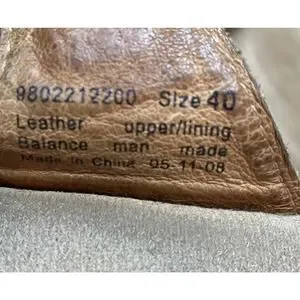 9802212200 Size 40
Leather upper/lining
Balance man made
Made in China 05-11-08